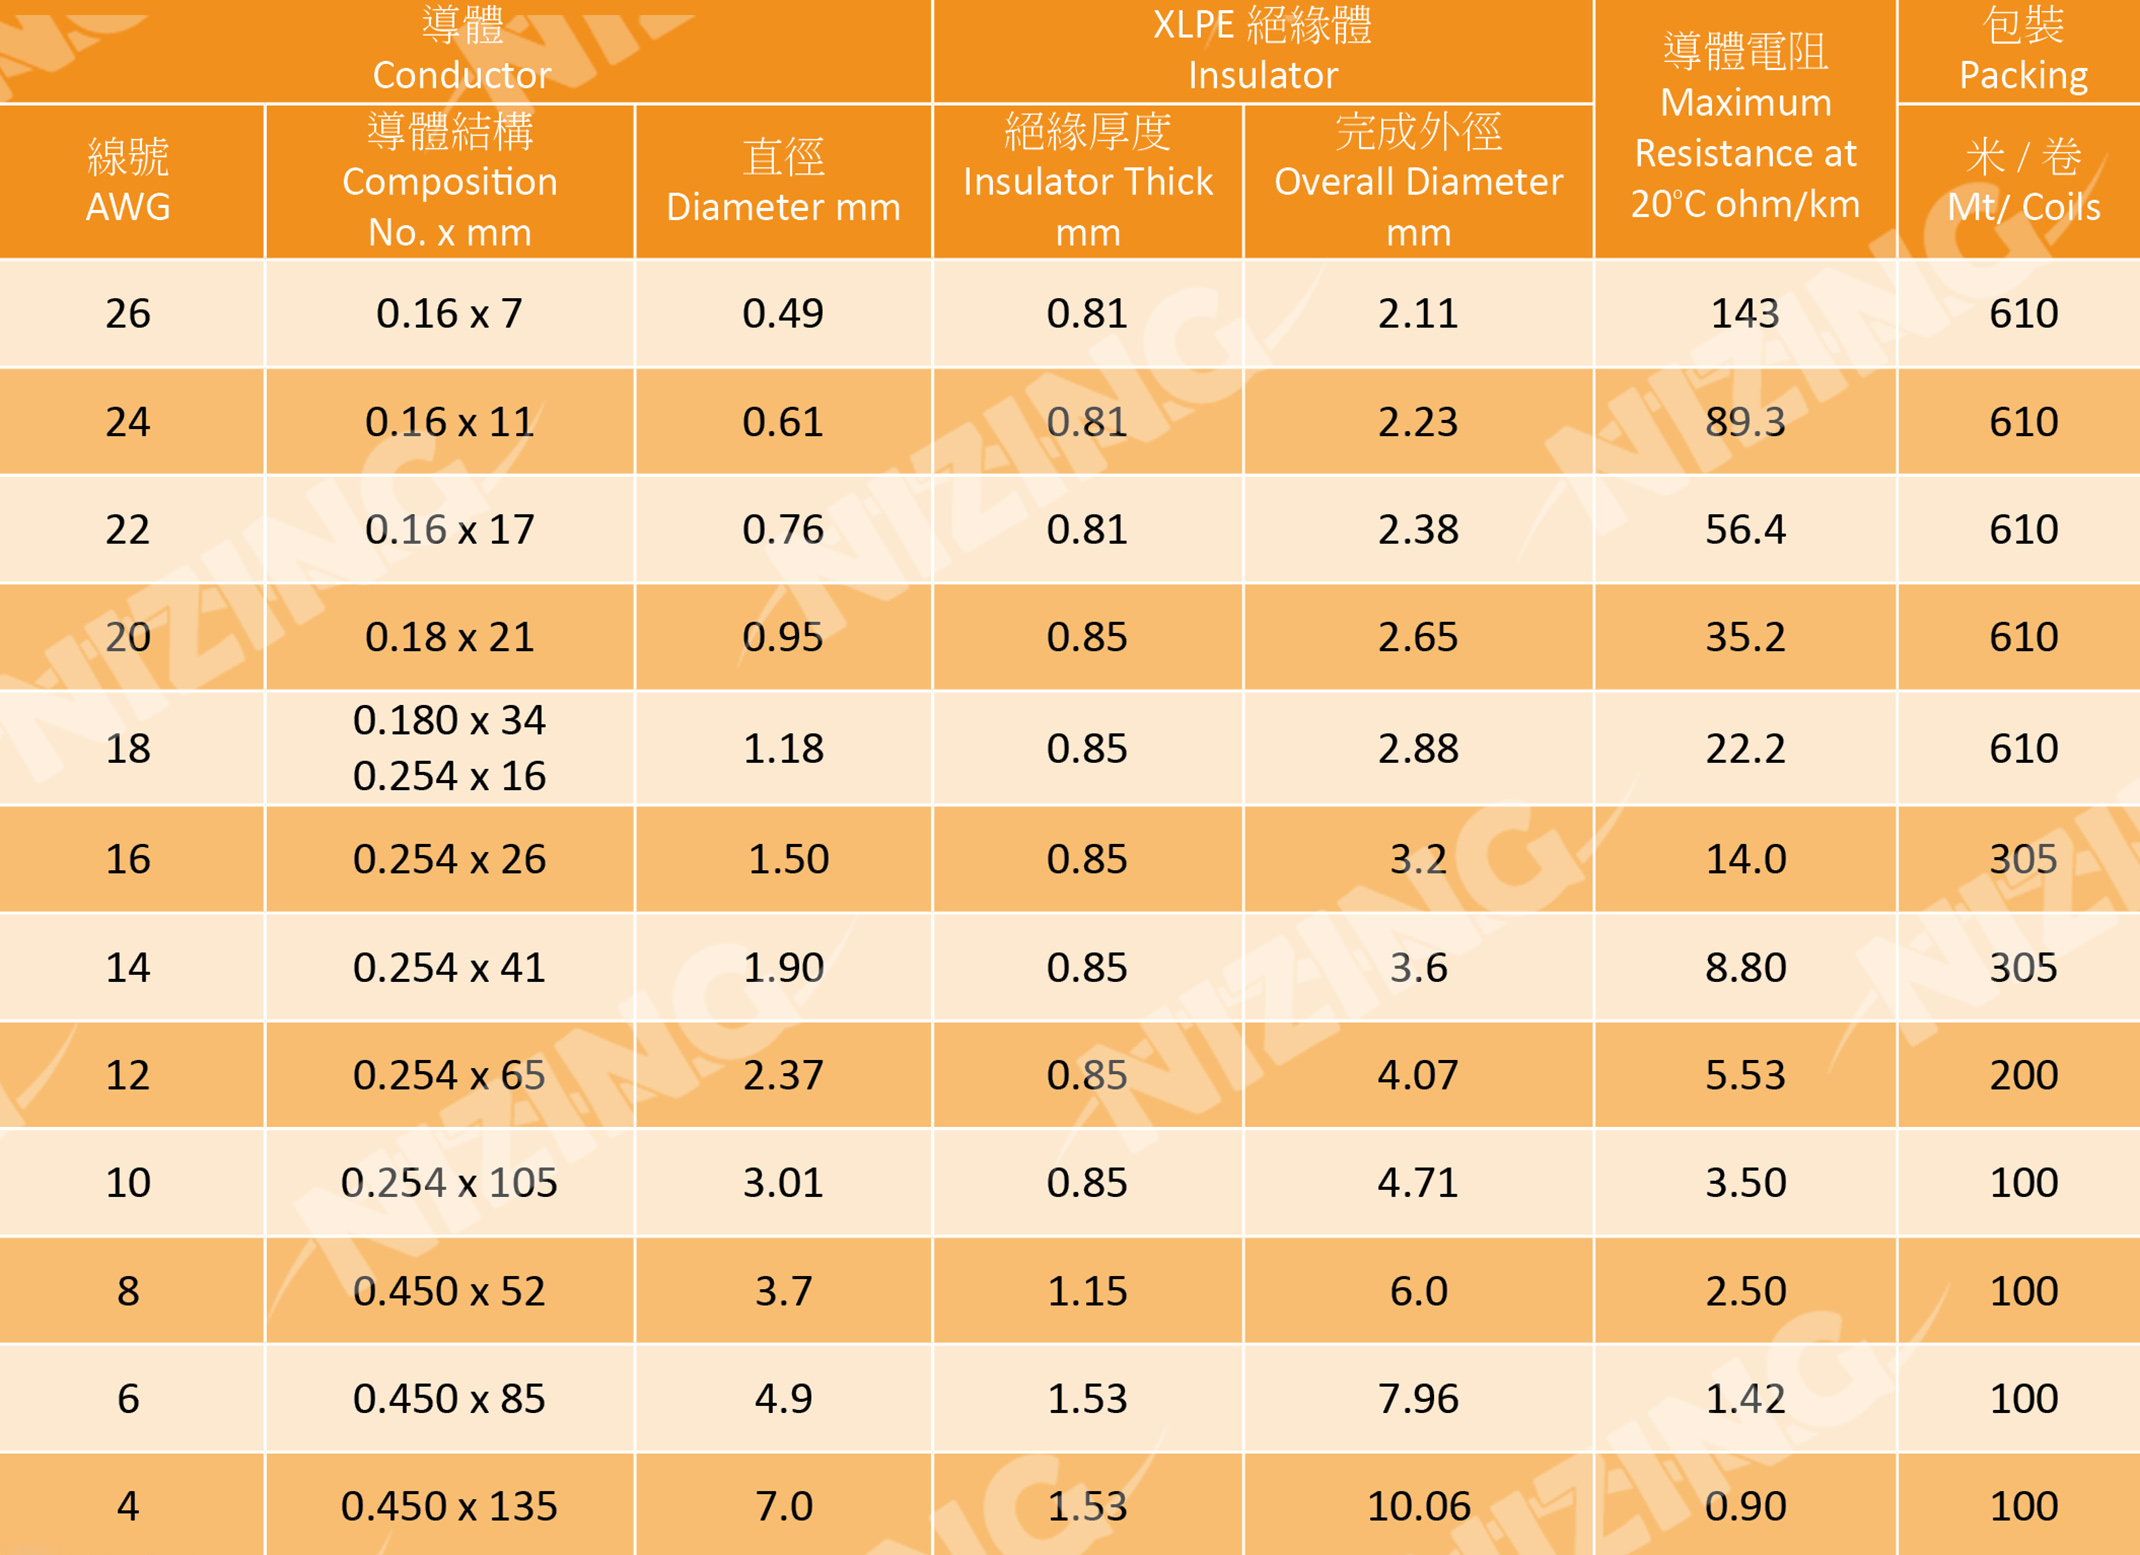 導體
Conductor
XLPE 絕緣體
Insulator
導體電阻
Maximum
Resistance at
20°C ohm/km
包裝
Packing
線號
AWG
導體結構
Composition
No. x mm
直徑
Diameter mm
絕緣厚度
Insulator Thick
mm
完成外徑
Overall Diameter
mm
米 / 卷
Mt/ Coils
26 0.16 x 7 0.49 0.81 2.11 143 610
24 0.16 x 11 0.61 0.81 2.23 89.3 610
22 0.16 x 17 0.76 0.81 2.38 56.4 610
20 0.18 x 21 0.95 0.85 2.65 35.2 610
18 0.180 x 34 0.254 x 16 1.18 0.85 2.88 22.2 610
16 0.254 x 26 1.50 0.85 3.2 14.0 305
14 0.254 x 41 1.90 0.85 3.6 8.80 305
12 0.254 x 65 2.37 0.85 4.07 5.53 200
10 0.254 x 105 3.01 0.85 4.71 3.50 100
8 0.450 x 52 3.7 1.15 6.0 2.50 100
6 0.450 x 85 4.9 1.53 7.96 1.42 100
4 0.450 x 135 7.0 1.53 10.06 0.90 100
NIZING
NIZING
NIZING
NIZING
NIZING
NIZING